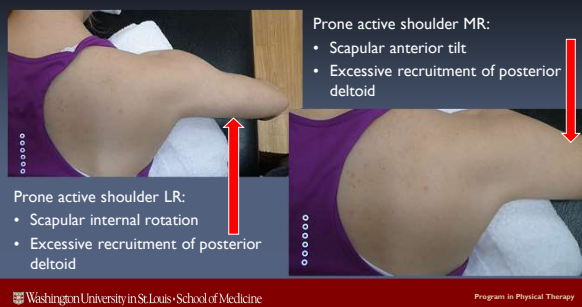 Prone active shoulder MR:
• Scapular anterior tilt
• Excessive recruitment of posterior
deltoid
Prone active shoulder LR:
• Scapular internal rotation
• Excessive recruitment of posterior
deltoid
Washington University in St. Louis • School of Medicine
Program in Physical Therapy